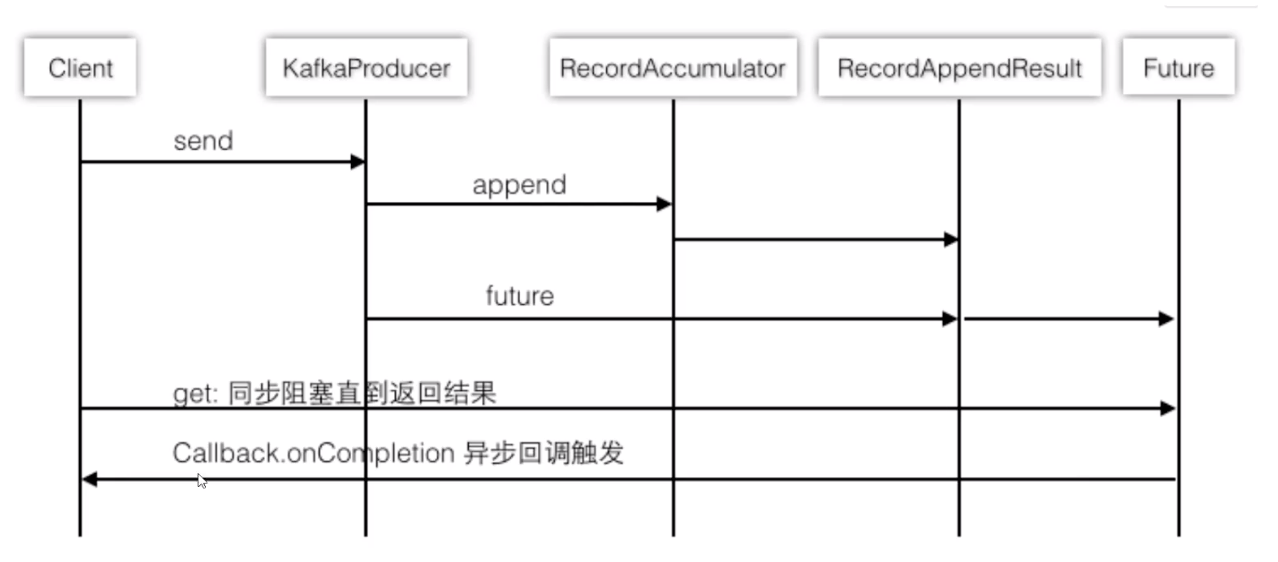 Client KafkaProducer RecordAccumulator RecordAppendResult Future
send
append
future
get: 同步阻塞直到返回结果
Callback.onCompletion 异步回调触发